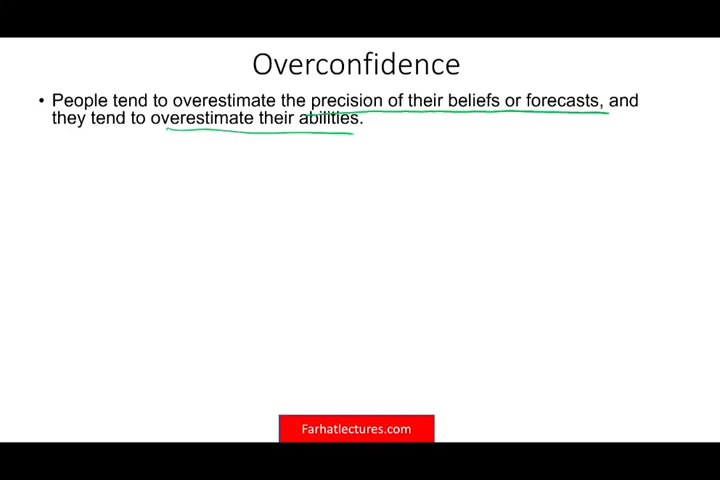 Overconfidence
• People tend to overestimate the precision of their beliefs or forecasts, and
they tend to overestimate their abilities.
Farhatlectures.com